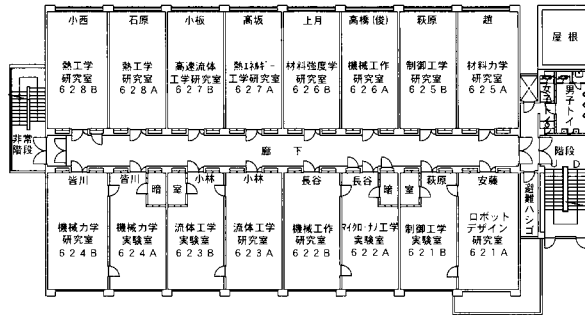 小西
熱工学
研究室
628B
石原
熱工学
研究室
628A
小板
高速流体
工学研究室
627B
高坂
熱エネルギー
工学研究室
627A
上月
材料強度学
研究室
626B
高橋(俊)
機械工作
研究室
626A
萩原
制御工学
研究室
625B
趙
材料力学
研究室
625A
屋根
女子トイレ
男子トイレ
非常
階段
廊下
階段
避難ハシゴ
皆川
機械力学
研究室
624B
皆川
機械力学
実験室
624A
暗室
小林
流体工学
実験室
623B
小林
流体工学
研究室
623A
長谷
機械工作
研究室
622B
長谷
マイクロ・ナノ工学
実験室
622A
暗室
萩原
制御工学
実験室
621B
安藤
ロボット
デザイン
研究室
621A